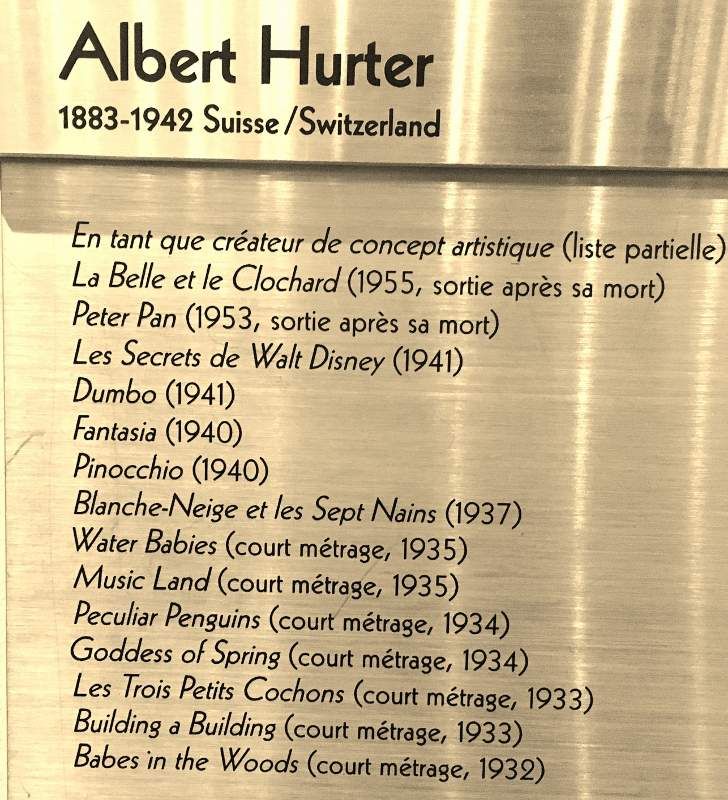 Albert Hurter
1883-1942 Suisse/Switzerland
En tant que créateur de concept artistique (liste partielle)
La Belle et le Clochard (1955, sortie après sa mort)
Peter Pan (1953, sortie après sa mort)
Les Secrets de Walt Disney (1941)
Dumbo (1941)
Fantasia (1940)
Pinocchio (1940)
Blanche-Neige et les Sept Nains (1937)
Water Babies (court métrage, 1935)
Music Land (court métrage, 1935)
Peculiar Penguins (court métrage, 1934)
Goddess of Spring (court métrage, 1934)
Les Trois Petits Cochons (court métrage, 1933)
Building a Building (court métrage, 1933)
Babes in the Woods (court métrage, 1932)